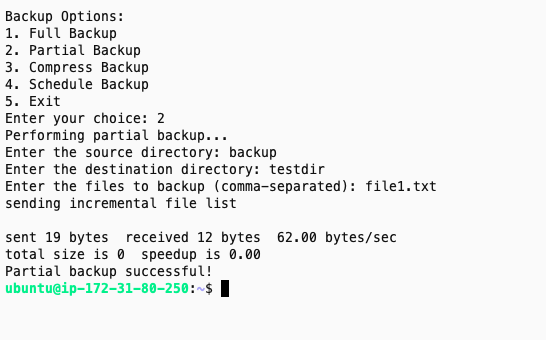 Backup Options:
1. Full Backup
2. Partial Backup
3. Compress Backup
4. Schedule Backup
5. Exit
Enter your choice: 2
Performing partial backup...
Enter the source directory: backup
Enter the destination directory: testdir
Enter the files to backup (comma-separated): file1.txt
sending incremental file list
sent 19 bytes  received 12 bytes  62.00 bytes/sec
total size is 0  speedup is 0.00
Partial backup successful!
ubuntu@ip-172-31-80-250:~$